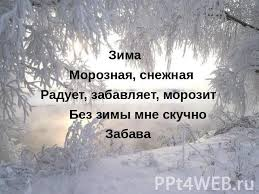 Зима
Морозная, снежная
Радует, забавляет, морозит
Без зимы мне скучно
Забава
PPt4WEB.ru